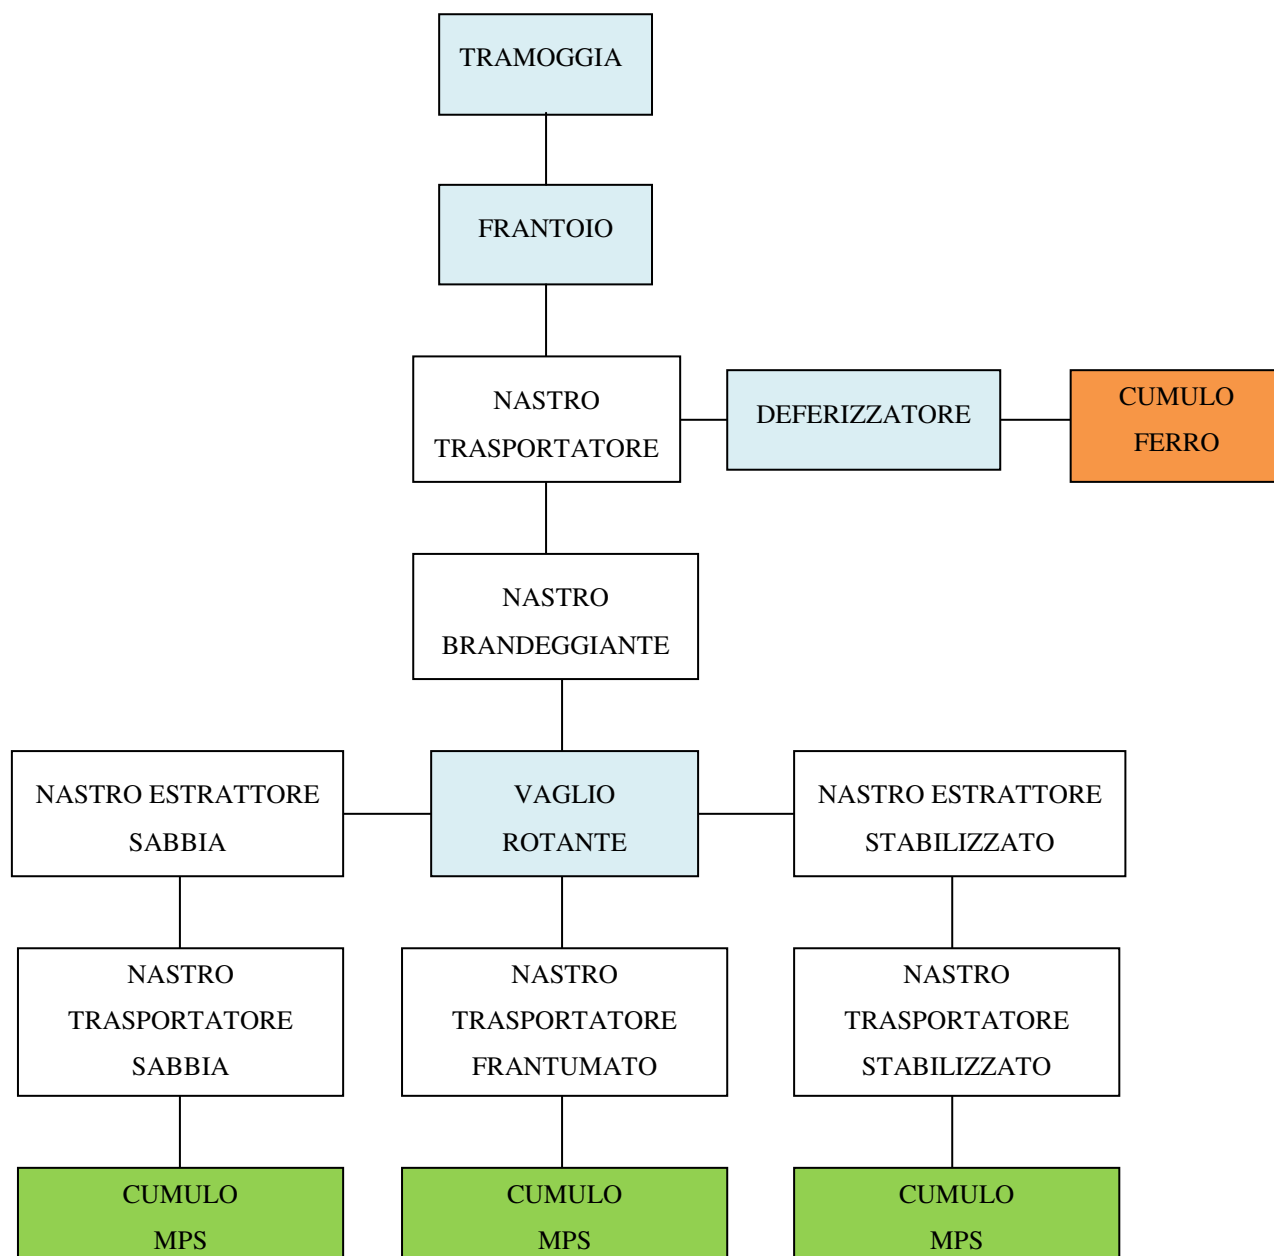 TRAMOGGIA
FRANTOIO
NASTRO
TRASPORTATORE
DEFERIZZATORE
CUMULO
FERRO
NASTRO
BRANDEGGIANTE
NASTRO ESTRATTORE
SABBIA
VAGLIO
ROTANTE
NASTRO ESTRATTORE
STABILIZZATO
NASTRO
TRASPORTATORE
SABBIA
NASTRO
TRASPORTATORE
FRANTUMATO
NASTRO
TRASPORTATORE
STABILIZZATO
CUMULO
MPS
CUMULO
MPS
CUMULO
MPS